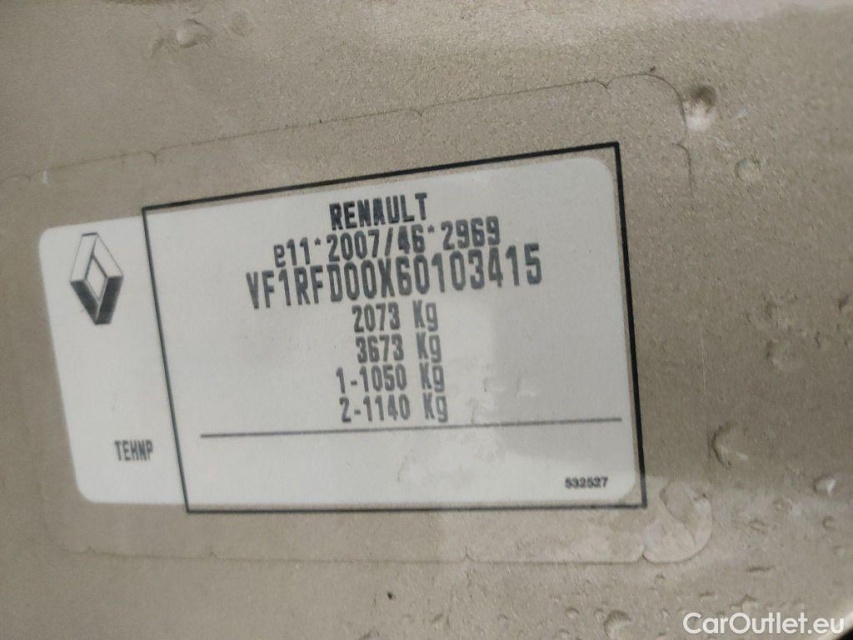 RENAULT
e11*2007/46*2969
VF1RFD00X60103415
2073 Kg
3673 Kg
1-1050 Kg
2-1140 Kg
TEHNP
532527
CarOutlet.eu